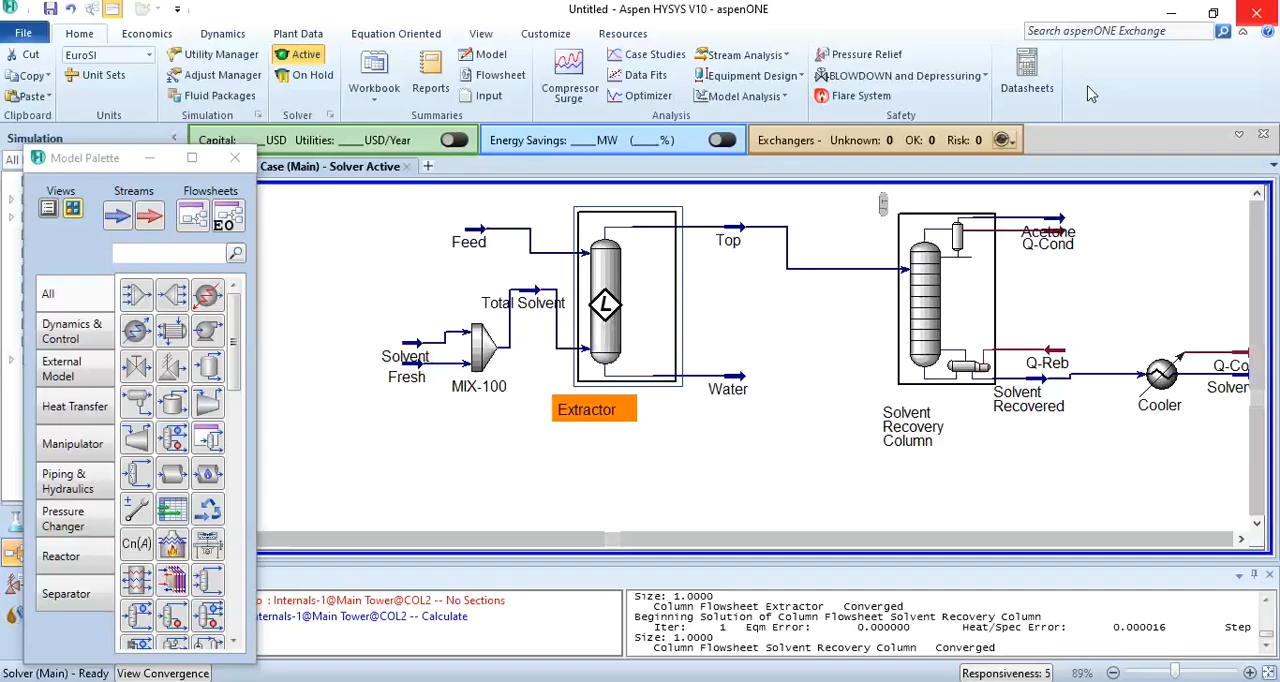 Untitled - Aspen HYSYS V10 - aspenONE
File Home Economics Dynamics Plant Data Equation Oriented View Customize Resources
Search aspenONE Exchange
Cut
Copy
Paste
Clipboard
EuroSI
Unit Sets
Units
Utility Manager
Adjust Manager
Fluid Packages
Simulation
Active
On Hold
Solver
Workbook
Reports
Model
Flowsheet
Input
Summaries
Compressor
Surge
Case Studies
Data Fits
Optimizer
Stream Analysis
Equipment Design
Model Analysis
Analysis
Pressure Relief
BLOWDOWN and Depressuring
Flare System
Safety
Datasheets
Simulation
Capital: ___ USD Utilities: ___ USD/Year
Energy Savings: ___ MW (___%)
Exchangers - Unknown: 0 OK: 0 Risk: 0
All
Case (Main) - Solver Active
Model Palette
Views
Streams
Flowsheets
EO
All
Dynamics &
Control
External
Model
Heat Transfer
Manipulator
Piping &
Hydraulics
Pressure
Changer
Reactor
Separator
Cn(A)
Feed
Total Solvent
Solvent
Fresh
MIX-100
L
Top
Water
Extractor
Acetone
Q-Cond
Q-Reb
Solvent
Recovered
Solvent
Recovery
Column
Cooler
Q-Co
Solver
: Internals-1@Main Tower@COL2 -- No Sections
ternals-1@Main Tower@COL2 -- Calculate
Size: 1.0000
Column Flowsheet Extractor Converged
Beginning Solution of Column Flowsheet Solvent Recovery Column
Iter: 1 Eqm Error: 0.000000 Heat/Spec Error: 0.000016 Step
Size: 1.0000
Column Flowsheet Solvent Recovery Column Converged
Solver (Main) - Ready View Convergence
Responsiveness: 5 89%